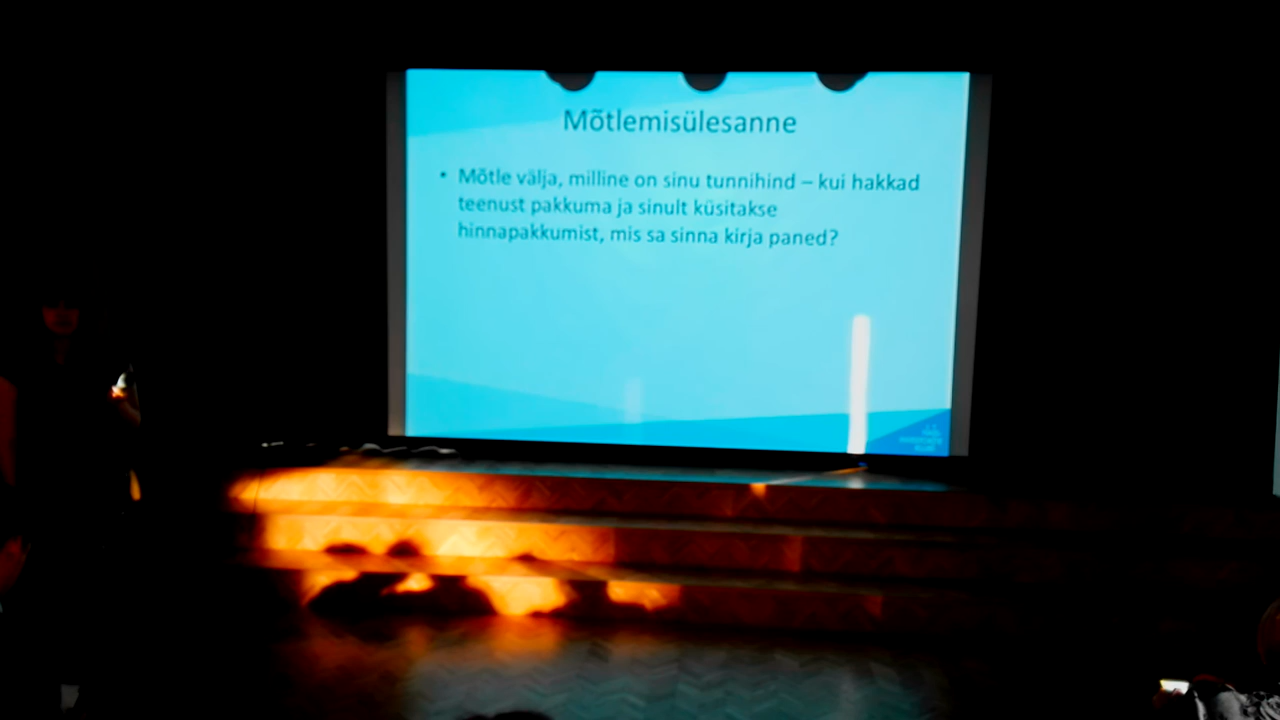 Mõtlemisülesanne
• Mõtle välja, milline on sinu tunnihind – kui hakkad
teenust pakkuma ja sinult küsitakse
hinnapakkumist, mis sa sinna kirja paned?